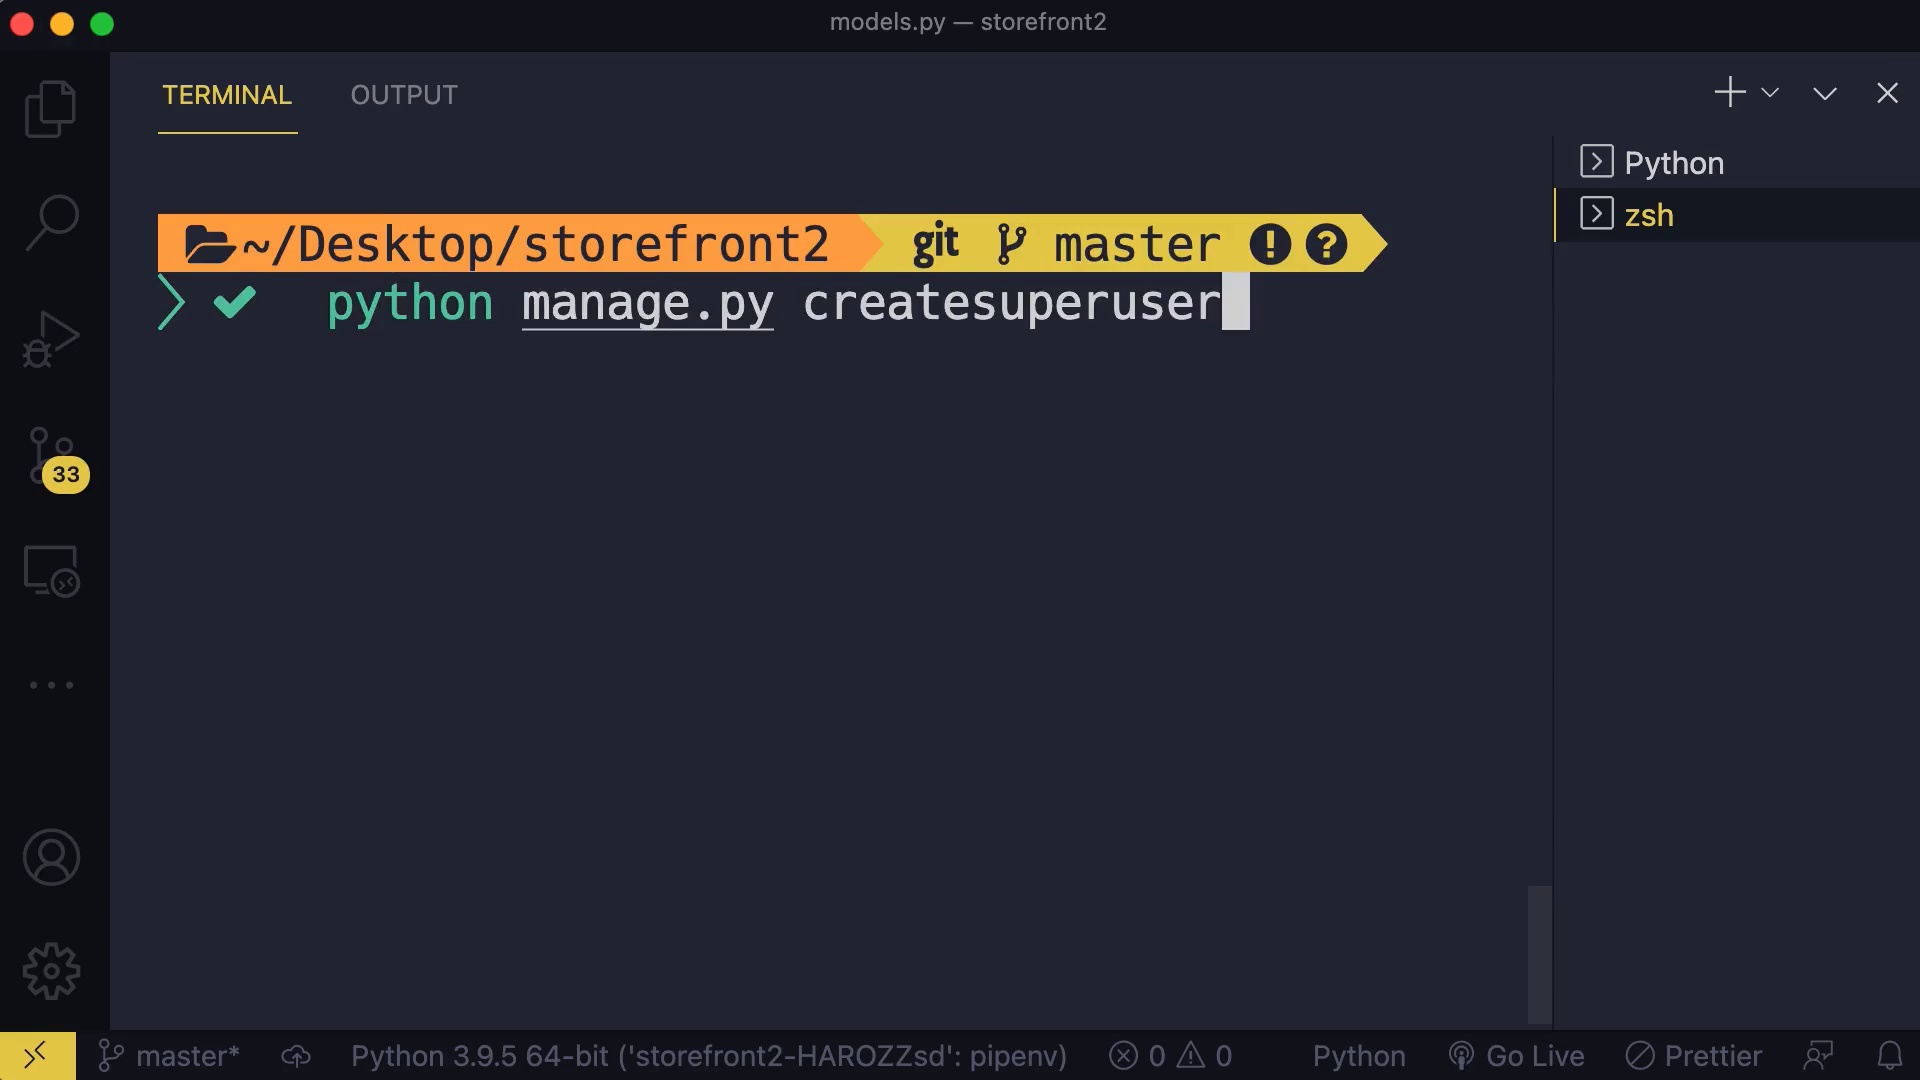 models.py — storefront2
TERMINAL OUTPUT
Python
zsh
~/Desktop/storefront2 git master
python manage.py createsuperuser
33
master* Python 3.9.5 64-bit ('storefront2-HAROZZsd': pipenv) 0 0 Python Go Live Prettier